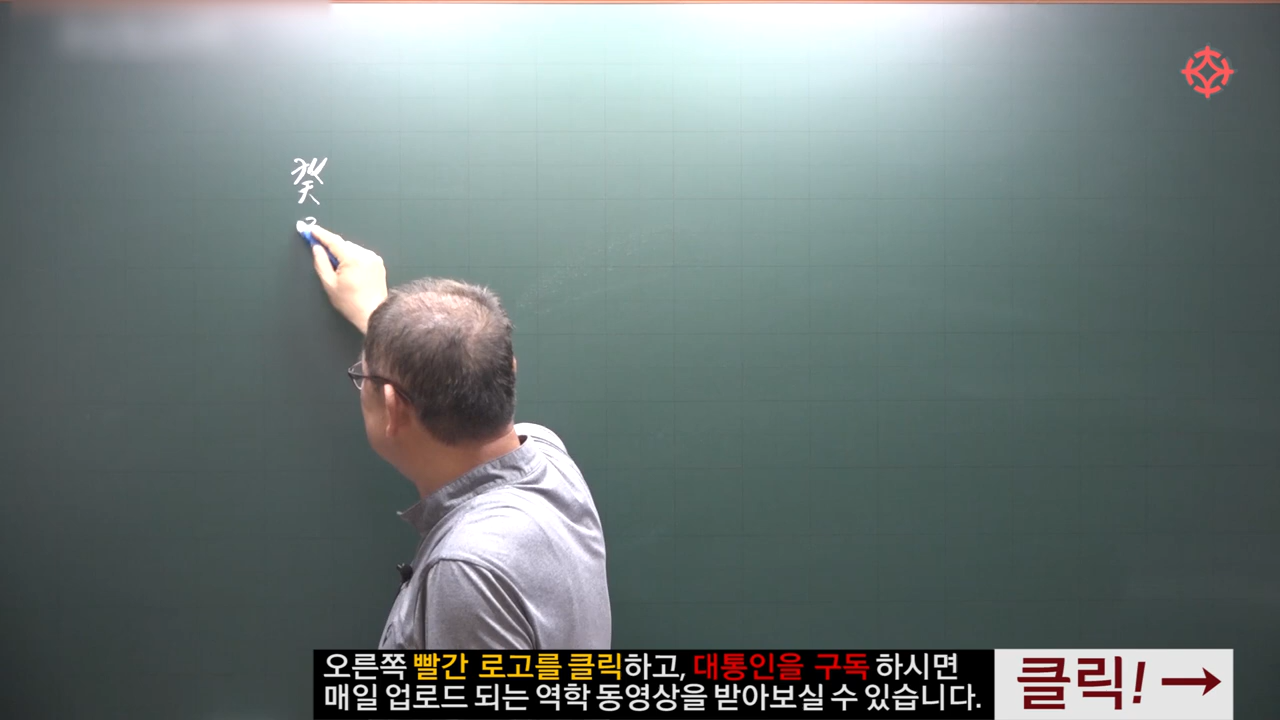 癸
오른쪽 빨간 로고를 클릭하고, 대통인을 구독 하시면
매일 업로드 되는 역학 동영상을 받아보실 수 있습니다.
클릭! →